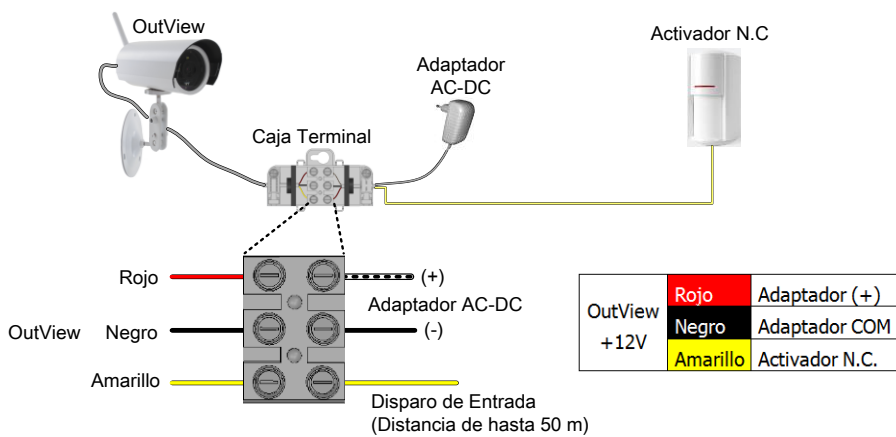 OutView
Activador N.C
Adaptador
AC-DC
Caja Terminal
Rojo
(+)
Adaptador AC-DC
OutView
Negro
(-)
Amarillo
Disparo de Entrada
(Distancia de hasta 50 m)
OutView
+12V
Rojo
Adaptador (+)
Negro
Adaptador COM
Amarillo
Activador N.C.